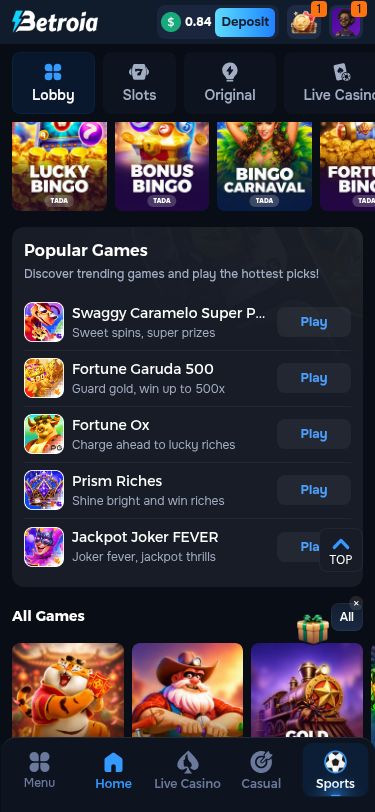 Betroia
$ 0.84 Deposit
1
1
Lobby
Slots
Original
Live Casino
LUCKY BINGO
TADA
BONUS BINGO
TADA
BINGO CARNAVAL
TADA
TADA
Popular Games
Discover trending games and play the hottest picks!
Swaggy Caramelo Super P...
Sweet spins, super prizes
Play
Fortune Garuda 500
Guard gold, win up to 500x
Play
Fortune Ox
Charge ahead to lucky riches
Play
Prism Riches
Shine bright and win riches
Play
Jackpot Joker FEVER
Joker fever, jackpot thrills
Pla
TOP
All Games
All
GOLD
Menu
Home
Live Casino
Casual
Sports